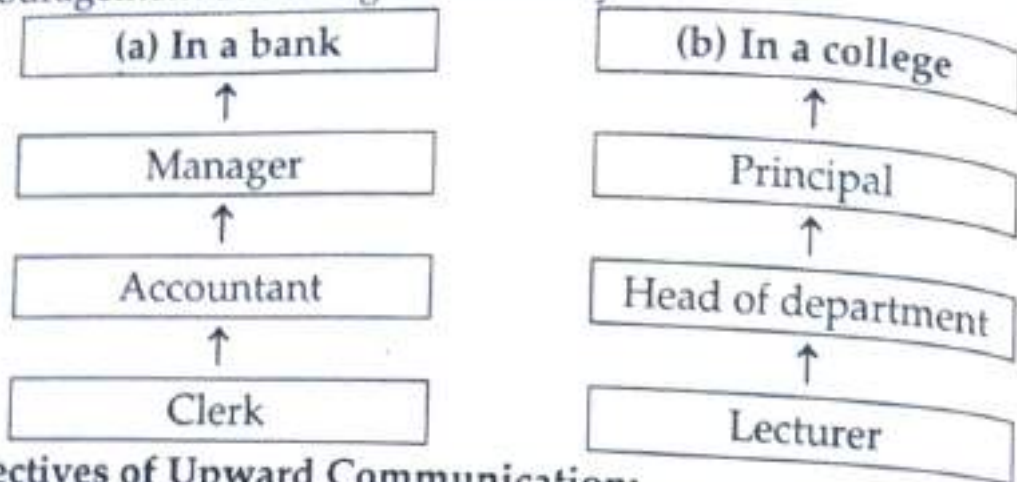 (a) In a bank
(b) In a college
Manager
Principal
Accountant
Head of department
Clerk
Lecturer
ectives of Upward Communication: